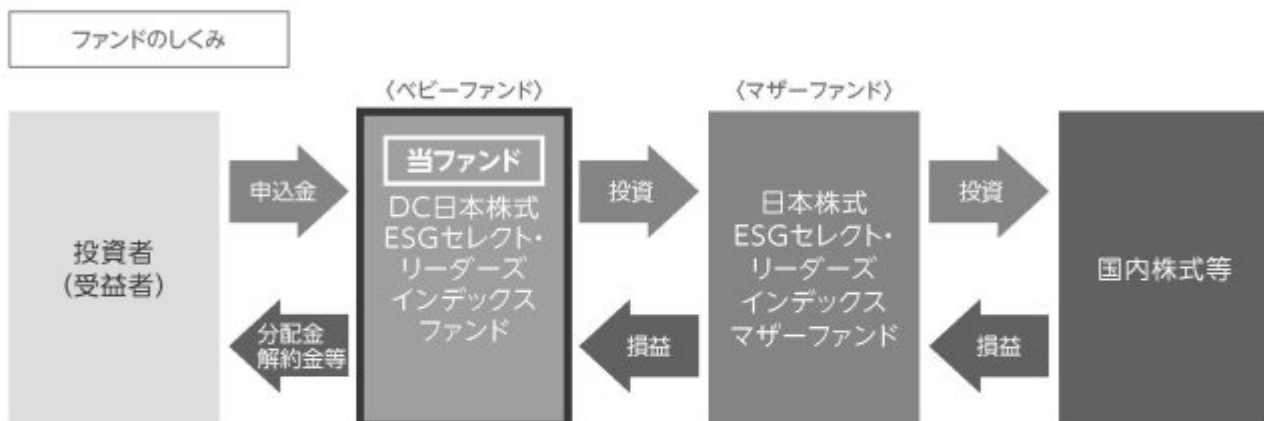 ファンドのしくみ
〈ベビーファンド〉
〈マザーファンド〉
投資者
(受益者)
申込金
分配金
解約金等
当ファンド
DC日本株式
ESGセレクト・
リーダーズ
インデックス
ファンド
投資
損益
日本株式
ESGセレクト・
リーダーズ
インデックス
マザーファンド
投資
損益
国内株式等